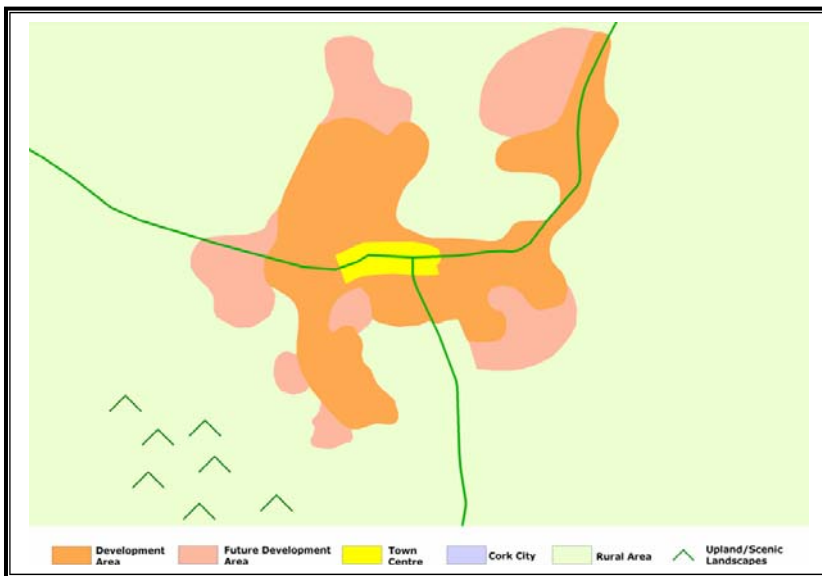 Development
Area
Future Development
Area
Town
Centre
Cork City
Rural Area
Upland/Scenic
Landscapes